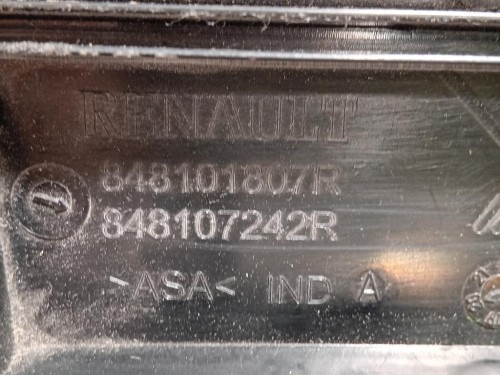 RENAULT
848101807R
848107242R
>ASA< IND A